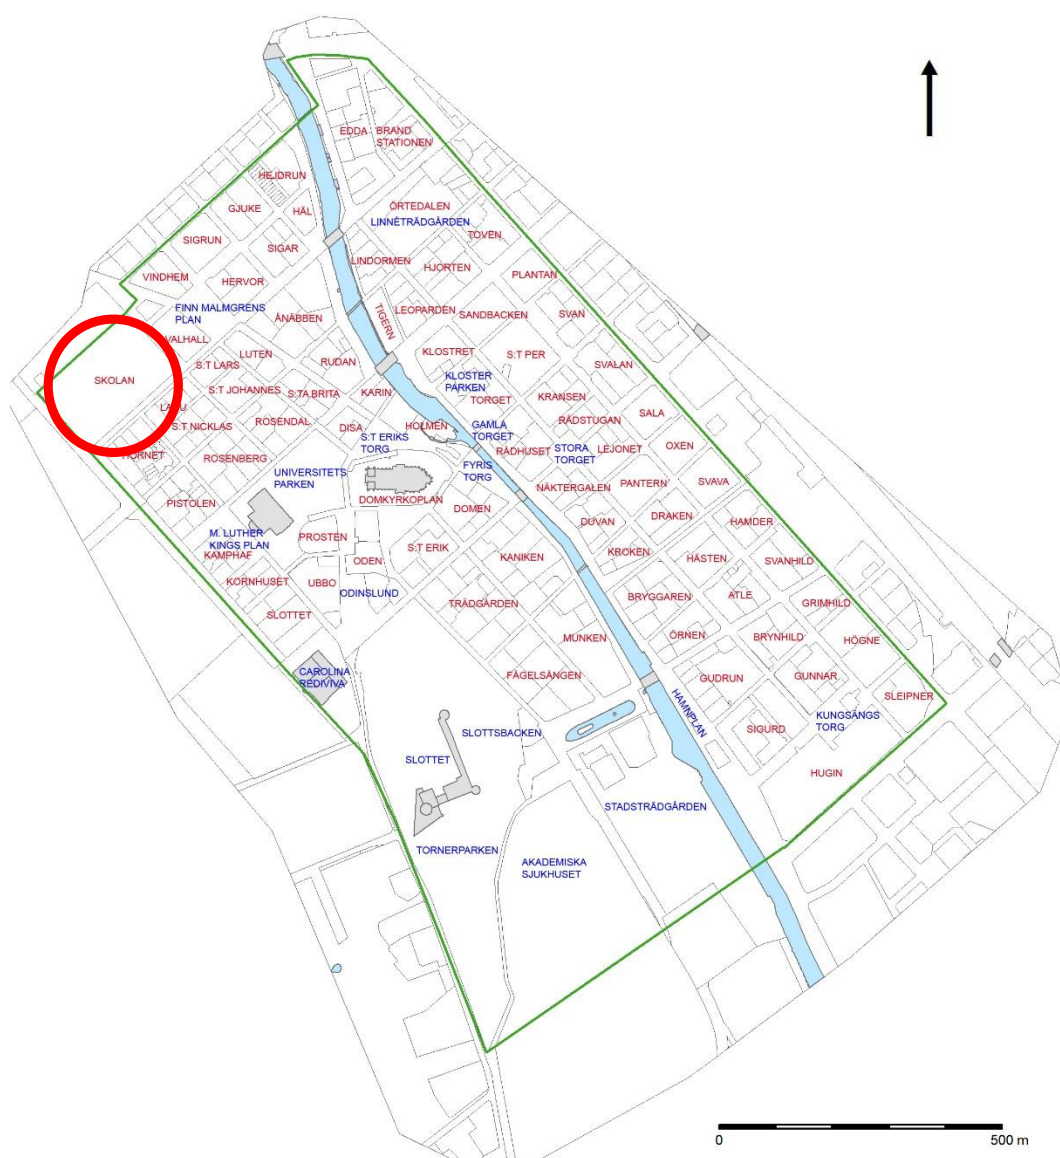 EDDA
BRAND
STATIONEN
HEJDRUN
GJUKE
HÄL
ÖRTEDALEN
LINNÉTRÄDGÅRDEN
TOVEN
SIGRUN
SIGAR
LINDORMEN
HJORTEN
PLANTAN
VINDHEM
HERVOR
FINN MALMGRENS
PLAN
ÅNÄBBEN
TIGERN
LEOPARDEN
SANDBACKEN
SVAN
VALHALL
LUTEN
S:T LARS
RUDAN
KLOSTRET
S:T PER
SVALAN
SKOLAN
KLOSTER
PARKEN
S:T JOHANNES
S:TA BRITA
KARIN
TORGET
KRANSEN
S:T NICKLAS
ROSENDAL
DISA
HOLMEN
GAMLA
TORGET
RÅDSTUGAN
SALA
S:T ERIKS
TORG
RÅDHUSET
STORA
TORGET
LEJONET
OXEN
HORNET
ROSENBERG
UNIVERSITETS
PARKEN
FYRIS
TORG
NÄKTERGALEN
PANTERN
SVAVA
PISTOLEN
DOMKYRKOPLAN
DOMEN
DUVAN
DRAKEN
HAMDER
M. LUTHER
KINGS PLAN
PROSTEN
S:T ERIK
KANIKEN
KROKEN
HÄSTEN
SVANHILD
KAMPHAF
ODEN
KORNHUSET
UBBO
ODINSLUND
TRÄDGÅRDEN
BRYGGAREN
ATLE
GRIMHILD
SLOTTET
MUNKEN
ÖRNEN
BRYNHILD
HÖGNE
CAROLINA
REDIVIVA
FÅGELSÅNGEN
GUDRUN
GUNNAR
SLEIPNER
HAMNPLAN
SIGURD
KUNGSÄNGS
TORG
SLOTTSBACKEN
SLOTTET
HUGIN
STADSTRÄDGÅRDEN
TORNERPARKEN
AKADEMISKA
SJUKHUSET
0 500 m